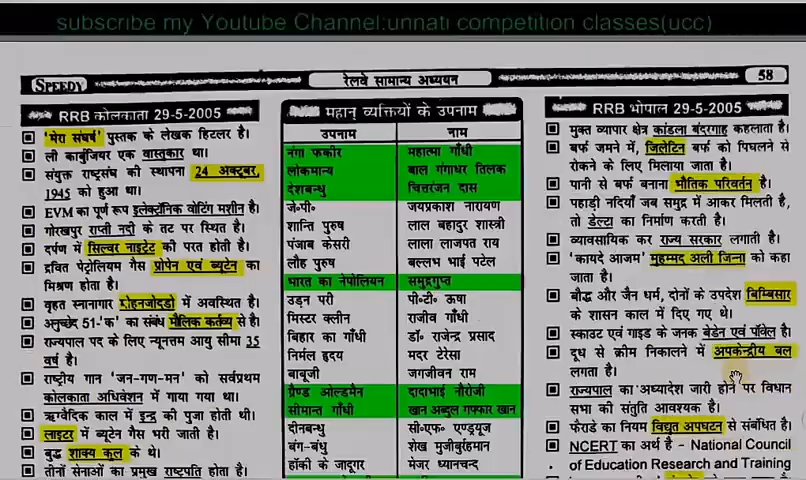 subscribe my Youtube Channel:unnati competition classes(ucc)
SPEEDY
रेलवे सामान्य अध्ययन
58
RRB कोलकाता 29-5-2005
'मेरा संघर्ष' पुस्तक के लेखक हिटलर है।
ली कार्बुजियर एक वास्तुकार था।
संयुक्त राष्ट्रसंघ की स्थापना 24 अक्टूबर,
1945 को हुआ था।
EVM का पूर्ण रूप इलेक्ट्रॉनिक वोटिंग मशीन है।
गोरखपुर राप्ती नदी के तट पर स्थित है।
दर्पण में सिल्वर नाइट्रेट की परत होती है।
द्रवित पेट्रोलियम गैस प्रोपेन एवं ब्यूटेन का
मिश्रण होता है।
वृहत स्नानागार मोहनजोदड़ो में अवस्थित है।
अनुच्छेद 51-'क' का संबंध मौलिक कर्तव्य से है।
राज्यपाल पद के लिए न्यूनतम आयु सीमा 35
वर्ष है।
राष्ट्रीय गान 'जन-गण-मन' को सर्वप्रथम
कोलकाता अधिवेशन में गाया गया था।
ऋग्वैदिक काल में इन्द्र की पुजा होती थी।
लाइटर में ब्यूटेन गैस भरी जाती है।
बुद्ध शाक्य कूल के थे।
तीनों सेनाओं का प्रमुख राष्ट्रपति होता है।
महान् व्यक्तियों के उपनाम
उपनाम नाम
नंगा फकीर महात्मा गाँधी
लोकमान्य बाल गंगाधर तिलक
देशबन्धु चित्तरंजन दास
जे०पी० जयप्रकाश नारायण
शान्ति पुरुष लाल बहादुर शास्त्री
पंजाब केसरी लाला लाजपत राय
लौह पुरुष बल्लभ भाई पटेल
भारत का नेपोलियन समुद्रगुप्त
उड़न परी पी०टी० ऊषा
मिस्टर क्लीन राजीव गाँधी
बिहार का गाँधी डॉ० राजेन्द्र प्रसाद
निर्मल हृदय मदर टेरेसा
बाबूजी जगजीवन राम
ग्रैण्ड ओल्डमैन दादाभाई नौरोजी
सीमान्त गाँधी खान अब्दुल गफ्फार खान
दीनबन्धु सी०एफ० एण्ड्रयूज
बंग-बंधु शेख मुजीबुर्रहमान
हॉकी के जादूगर मेजर ध्यानचन्द
RRB भोपाल 29-5-2005
मुक्त व्यापार क्षेत्र कांडला बंदरगाह कहलाता है।
बर्फ जमने में, जिलेटिन बर्फ को पिघलने से
रोकने के लिए मिलाया जाता है।
पानी से बर्फ बनाना भौतिक परिवर्तन है।
पहाड़ी नदियाँ जब समुद्र में आकर मिलती है,
तो डेल्टा का निर्माण करती है।
व्यावसायिक कर राज्य सरकार लगाती है।
'कायदे आजम' मुहम्मद अली जिन्ना को कहा
जाता है।
बौद्ध और जैन धर्म, दोनों के उपदेश बिम्बिसार
के शासन काल में दिए गए थे।
स्काउट एवं गाइड के जनक बेडेन एवं पॉवेल है।
दूध से क्रीम निकालने में अपकेन्द्रीय बल
लगता है।
राज्यपाल का अध्यादेश जारी होने पर विधान
सभा की संतुति आवश्यक है।
फैराडे का नियम विद्युत अपघटन से संबंधित है।
NCERT का अर्थ है - National Council
of Education Research and Training